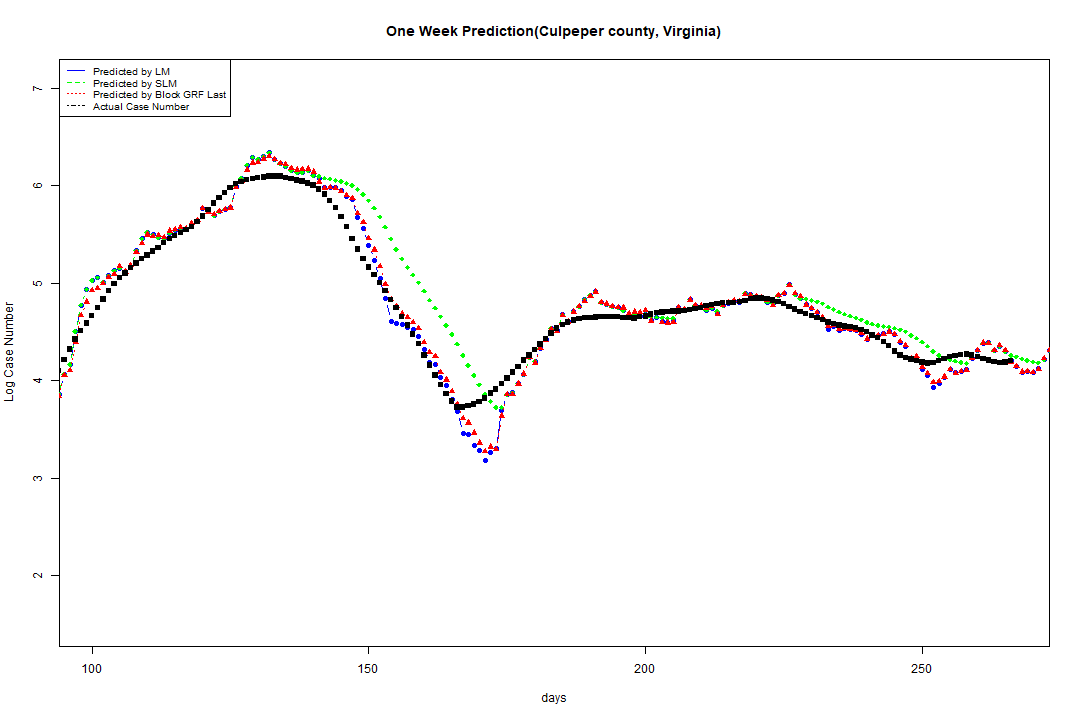 One Week Prediction(Culpeper county, Virginia)
Predicted by LM
Predicted by SLM
Predicted by Block GRF Last
Actual Case Number
7
6
5
4
3
2
Log Case Number
100
150
200
250
days